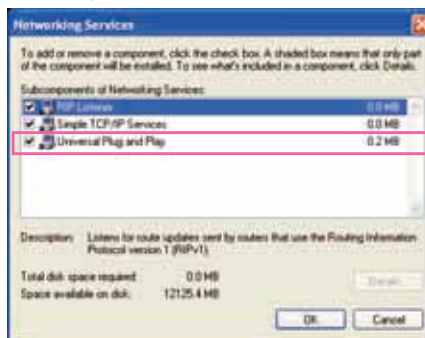 Networking Services
To add or remove a component, click the check box. A shaded box means that only part
of the component will be installed. To see what's included in a component, click Details.
Subcomponents of Networking Services:
RIP Listener 0.0 MB
Simple TCP/IP Services 0.0 MB
Universal Plug and Play 0.2 MB
Description: Listens for route updates sent by routers that use the Routing Information
Protocol version 1 (RIPv1).
Total disk space required: 0.0 MB
Details...
Space available on disk: 12125.4 MB
OK Cancel